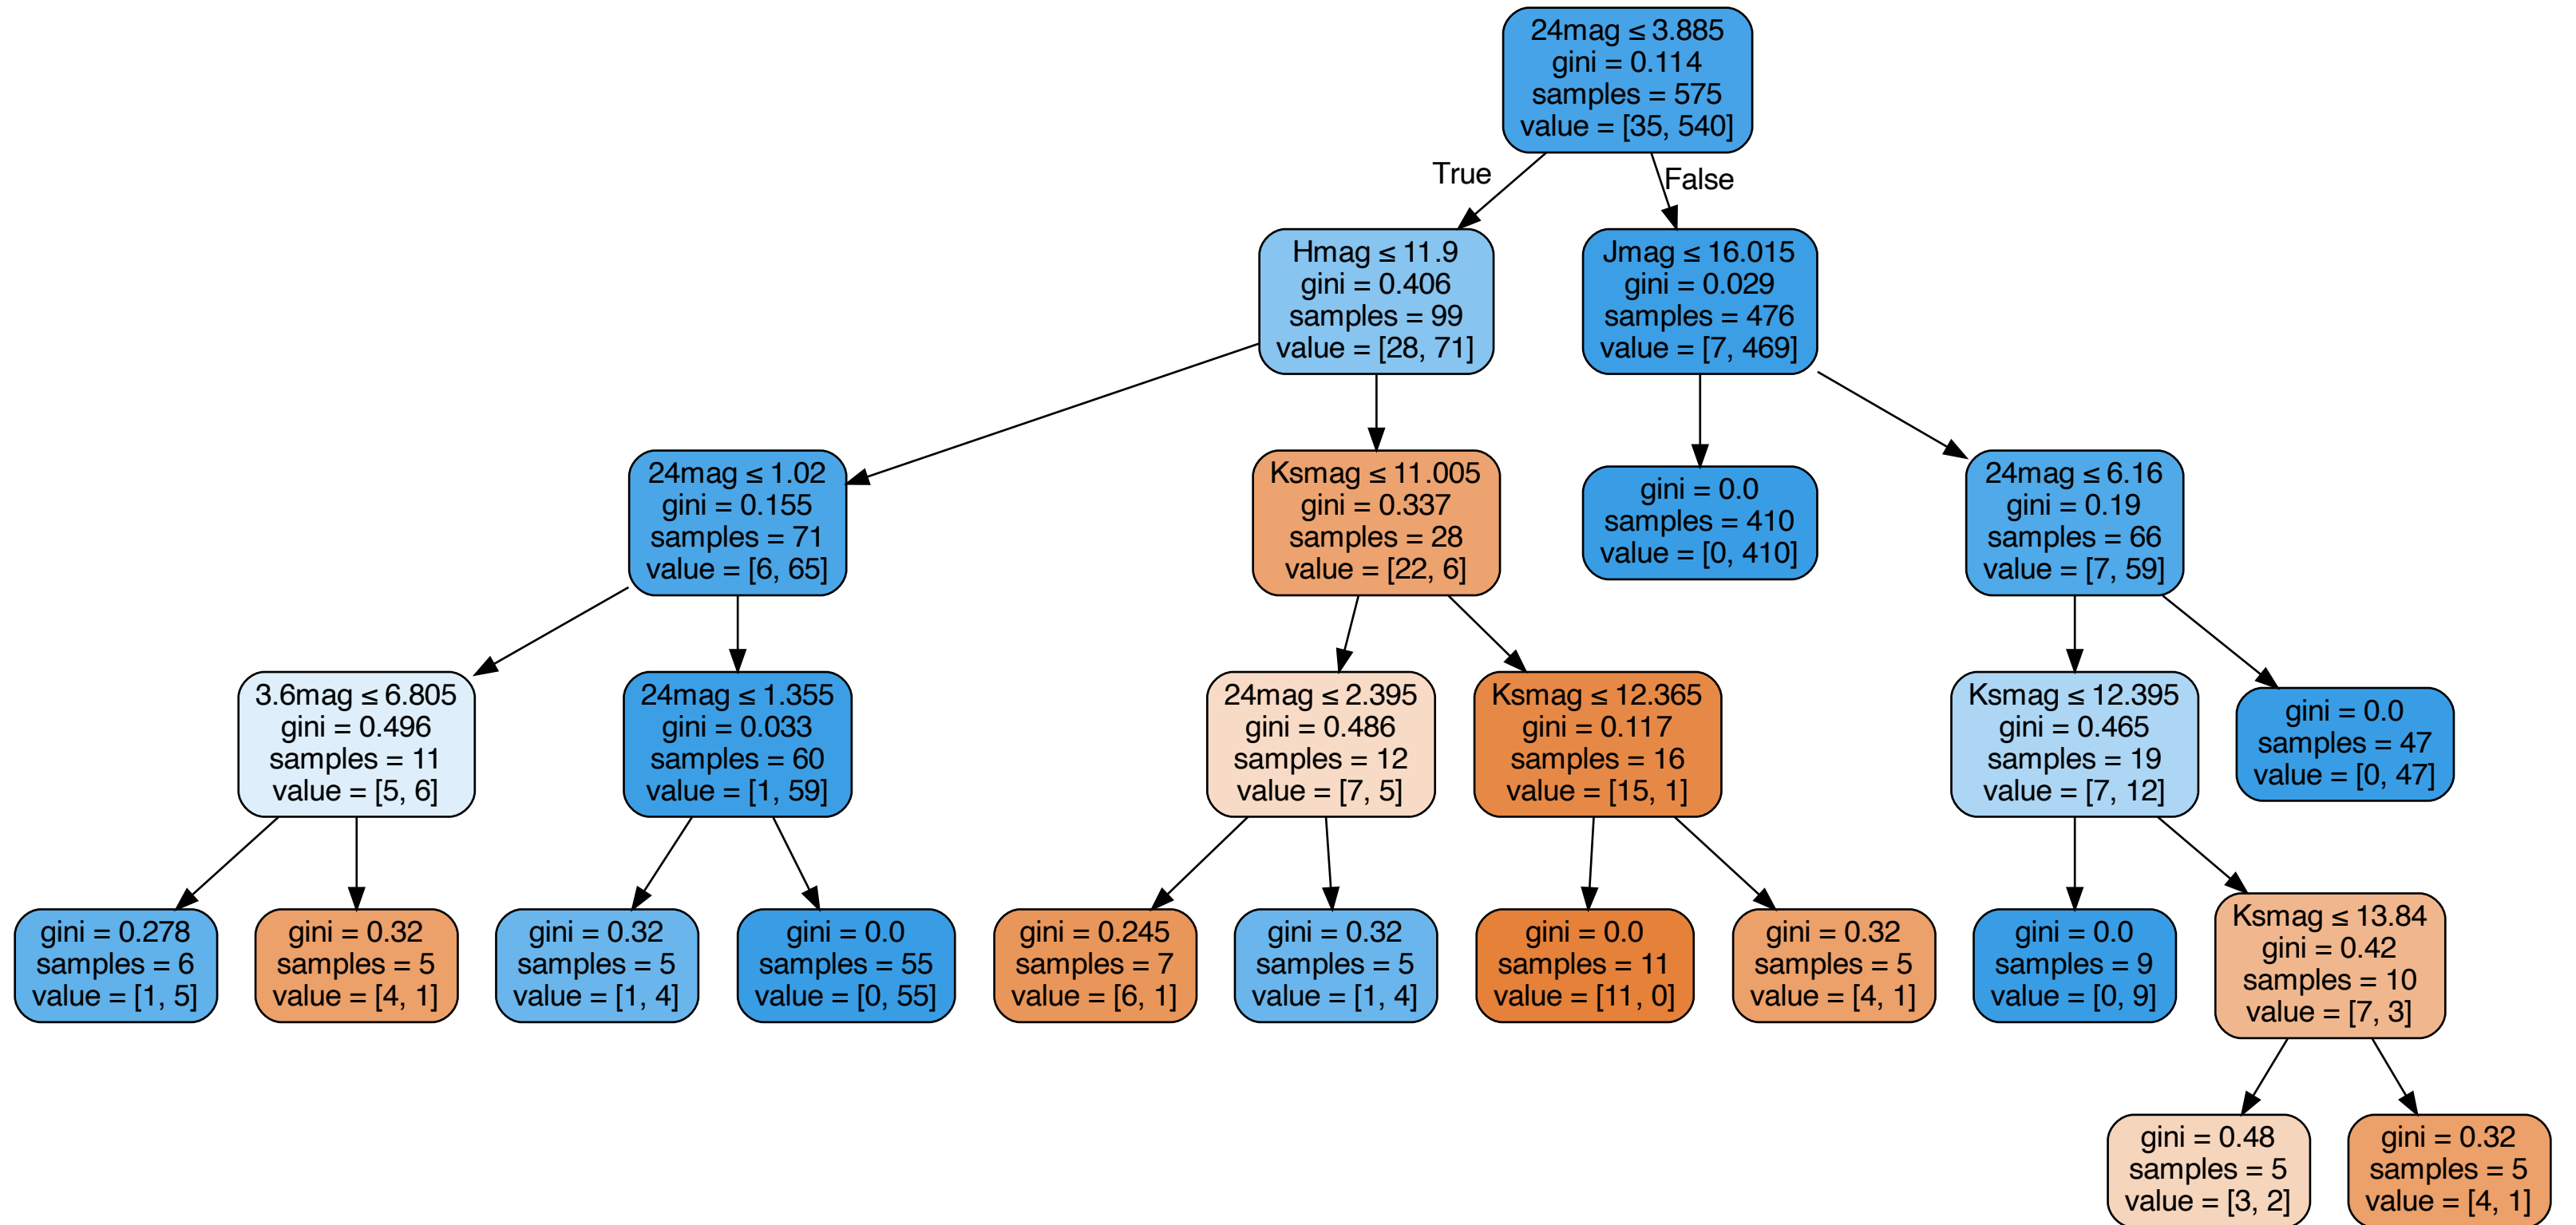 24mag ≤ 3.885
gini = 0.114
samples = 575
value = [35, 540]
True
False
Hmag ≤ 11.9
gini = 0.406
samples = 99
value = [28, 71]
Jmag ≤ 16.015
gini = 0.029
samples = 476
value = [7, 469]
24mag ≤ 1.02
gini = 0.155
samples = 71
value = [6, 65]
Ksmag ≤ 11.005
gini = 0.337
samples = 28
value = [22, 6]
gini = 0.0
samples = 410
value = [0, 410]
24mag ≤ 6.16
gini = 0.19
samples = 66
value = [7, 59]
3.6mag ≤ 6.805
gini = 0.496
samples = 11
value = [5, 6]
24mag ≤ 1.355
gini = 0.033
samples = 60
value = [1, 59]
24mag ≤ 2.395
gini = 0.486
samples = 12
value = [7, 5]
Ksmag ≤ 12.365
gini = 0.117
samples = 16
value = [15, 1]
Ksmag ≤ 12.395
gini = 0.465
samples = 19
value = [7, 12]
gini = 0.0
samples = 47
value = [0, 47]
gini = 0.278
samples = 6
value = [1, 5]
gini = 0.32
samples = 5
value = [4, 1]
gini = 0.32
samples = 5
value = [1, 4]
gini = 0.0
samples = 55
value = [0, 55]
gini = 0.245
samples = 7
value = [6, 1]
gini = 0.32
samples = 5
value = [1, 4]
gini = 0.0
samples = 11
value = [11, 0]
gini = 0.32
samples = 5
value = [4, 1]
gini = 0.0
samples = 9
value = [0, 9]
Ksmag ≤ 13.84
gini = 0.42
samples = 10
value = [7, 3]
gini = 0.48
samples = 5
value = [3, 2]
gini = 0.32
samples = 5
value = [4, 1]